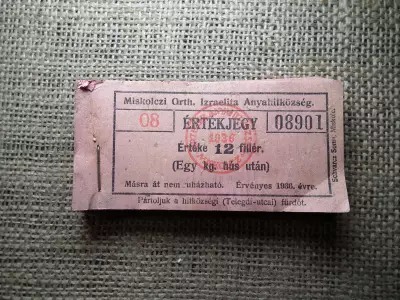 Miskolczi Orth. Izraelita Anyahitközség.
08 ÉRTÉKJEGY 08901
1936
Értéke 12 fillér.
(Egy kg. hús után)
Másra át nem ruházható. Érvényes 1936. évre.
Pártoljuk a hitközségi (Telegdi-utcai) fürdőt.